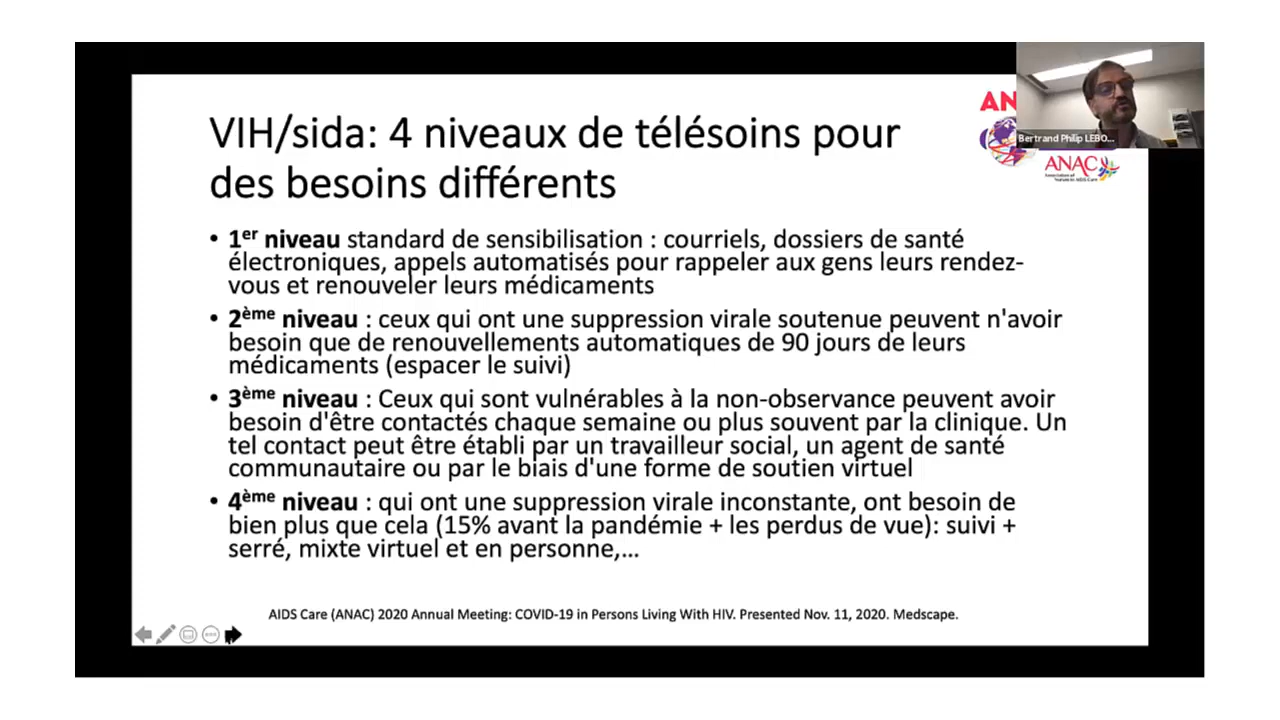 VIH/sida: 4 niveaux de télésoins pour
des besoins différents
AN
Bertrand Philip LEBO...
ANAC
Association of
Nurses in AIDS Care
• 1er niveau standard de sensibilisation : courriels, dossiers de santé
électroniques, appels automatisés pour rappeler aux gens leurs rendez-
vous et renouveler leurs médicaments
• 2ème niveau : ceux qui ont une suppression virale soutenue peuvent n'avoir
besoin que de renouvellements automatiques de 90 jours de leurs
médicaments (espacer le suivi)
• 3ème niveau : Ceux qui sont vulnérables à la non-observance peuvent avoir
besoin d'être contactés chaque semaine ou plus souvent par la clinique. Un
tel contact peut être établi par un travailleur social, un agent de santé
communautaire ou par le biais d'une forme de soutien virtuel
• 4ème niveau : qui ont une suppression virale inconstante, ont besoin de
bien plus que cela (15% avant la pandémie + les perdus de vue): suivi +
serré, mixte virtuel et en personne,...
AIDS Care (ANAC) 2020 Annual Meeting: COVID-19 in Persons Living With HIV. Presented Nov. 11, 2020. Medscape.